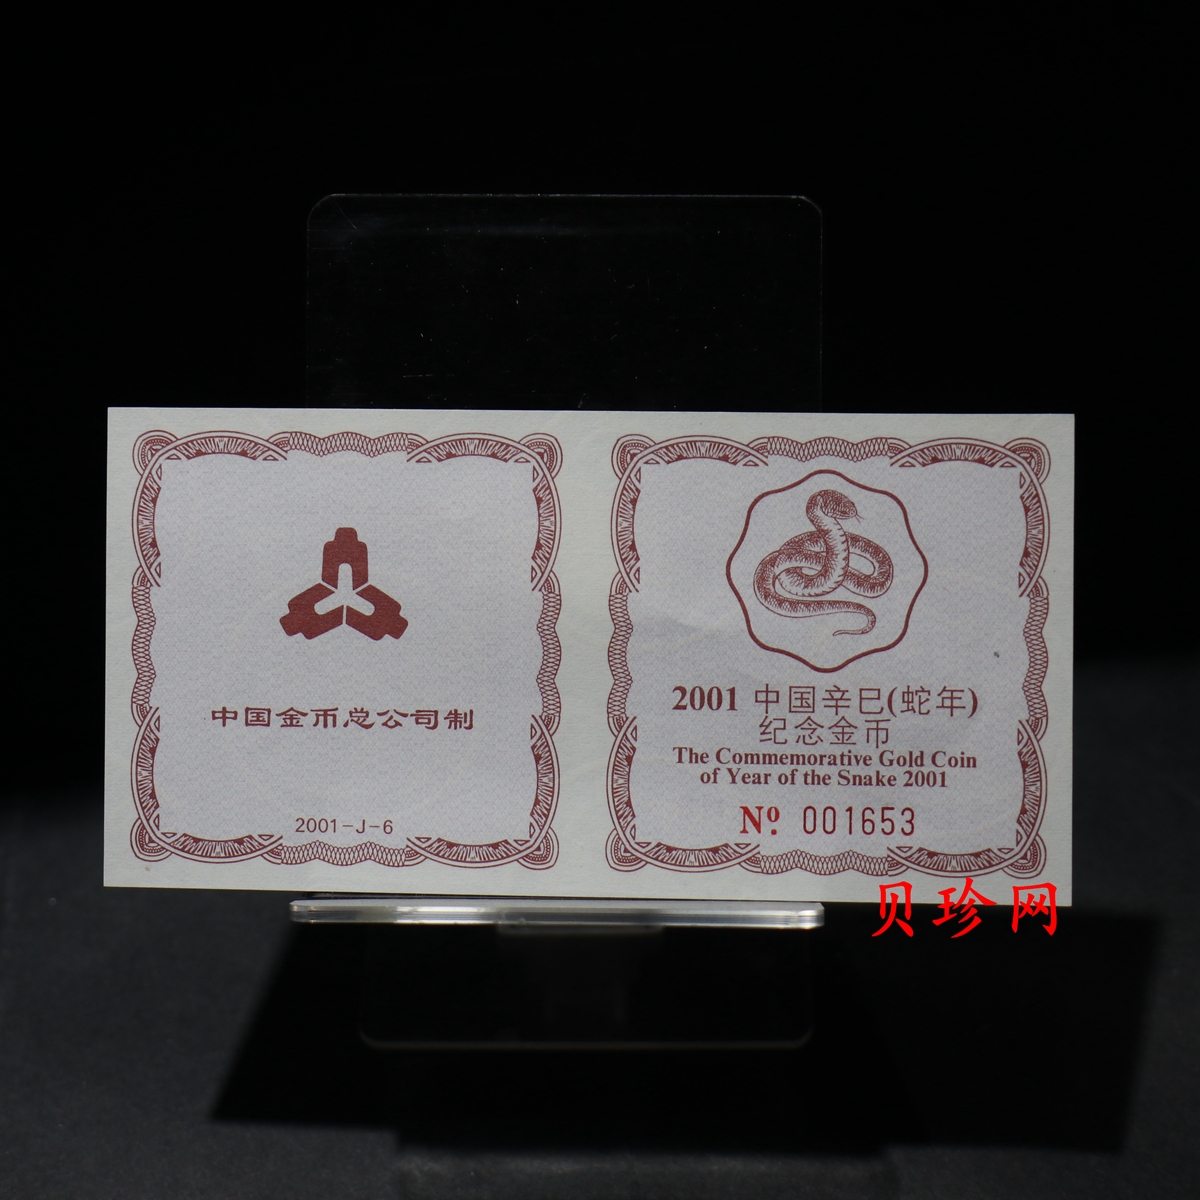 中国金币总公司制
2001-J-6
2001 中国辛巳(蛇年)
纪念金币
The Commemorative Gold Coin
of Year of the Snake 2001
Nº 001653
贝珍网